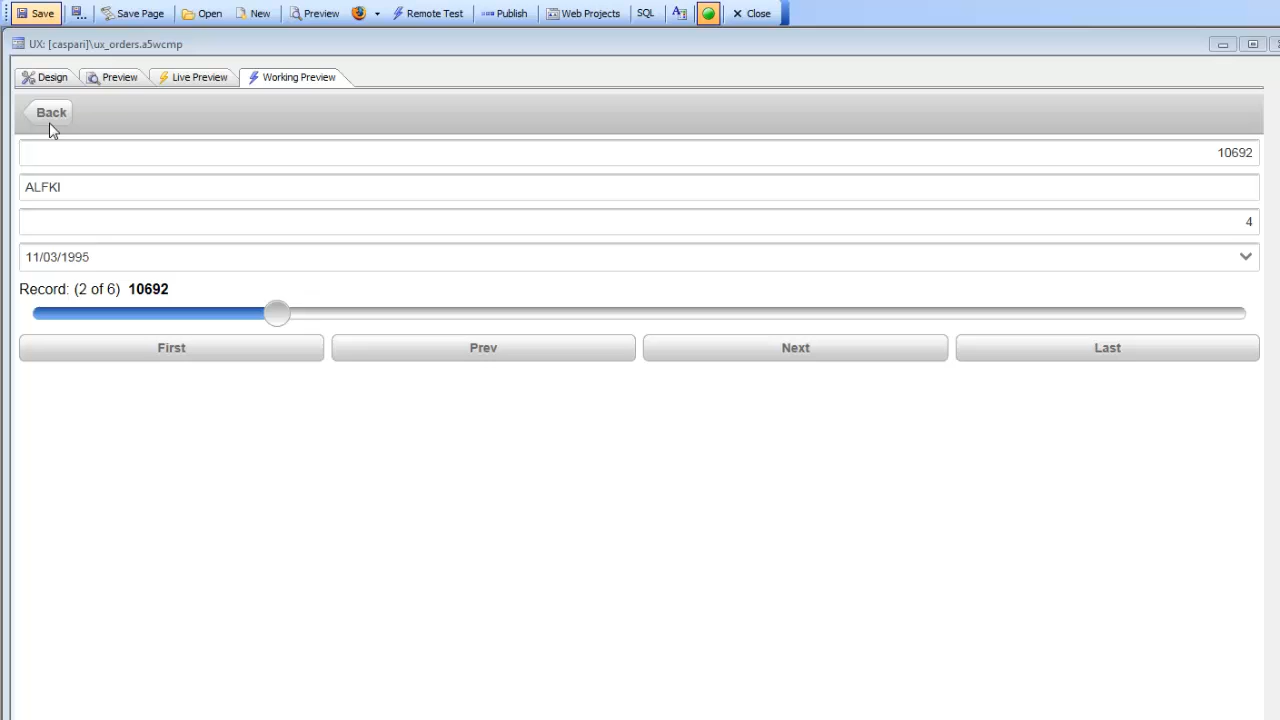 Save Save Page Open New Preview Remote Test Publish Web Projects SQL A Close
UX: [caspari]\ux_orders.a5wcmp
Design Preview Live Preview Working Preview
Back
10692
ALFKI
4
11/03/1995
Record: (2 of 6) 10692
First Prev Next Last